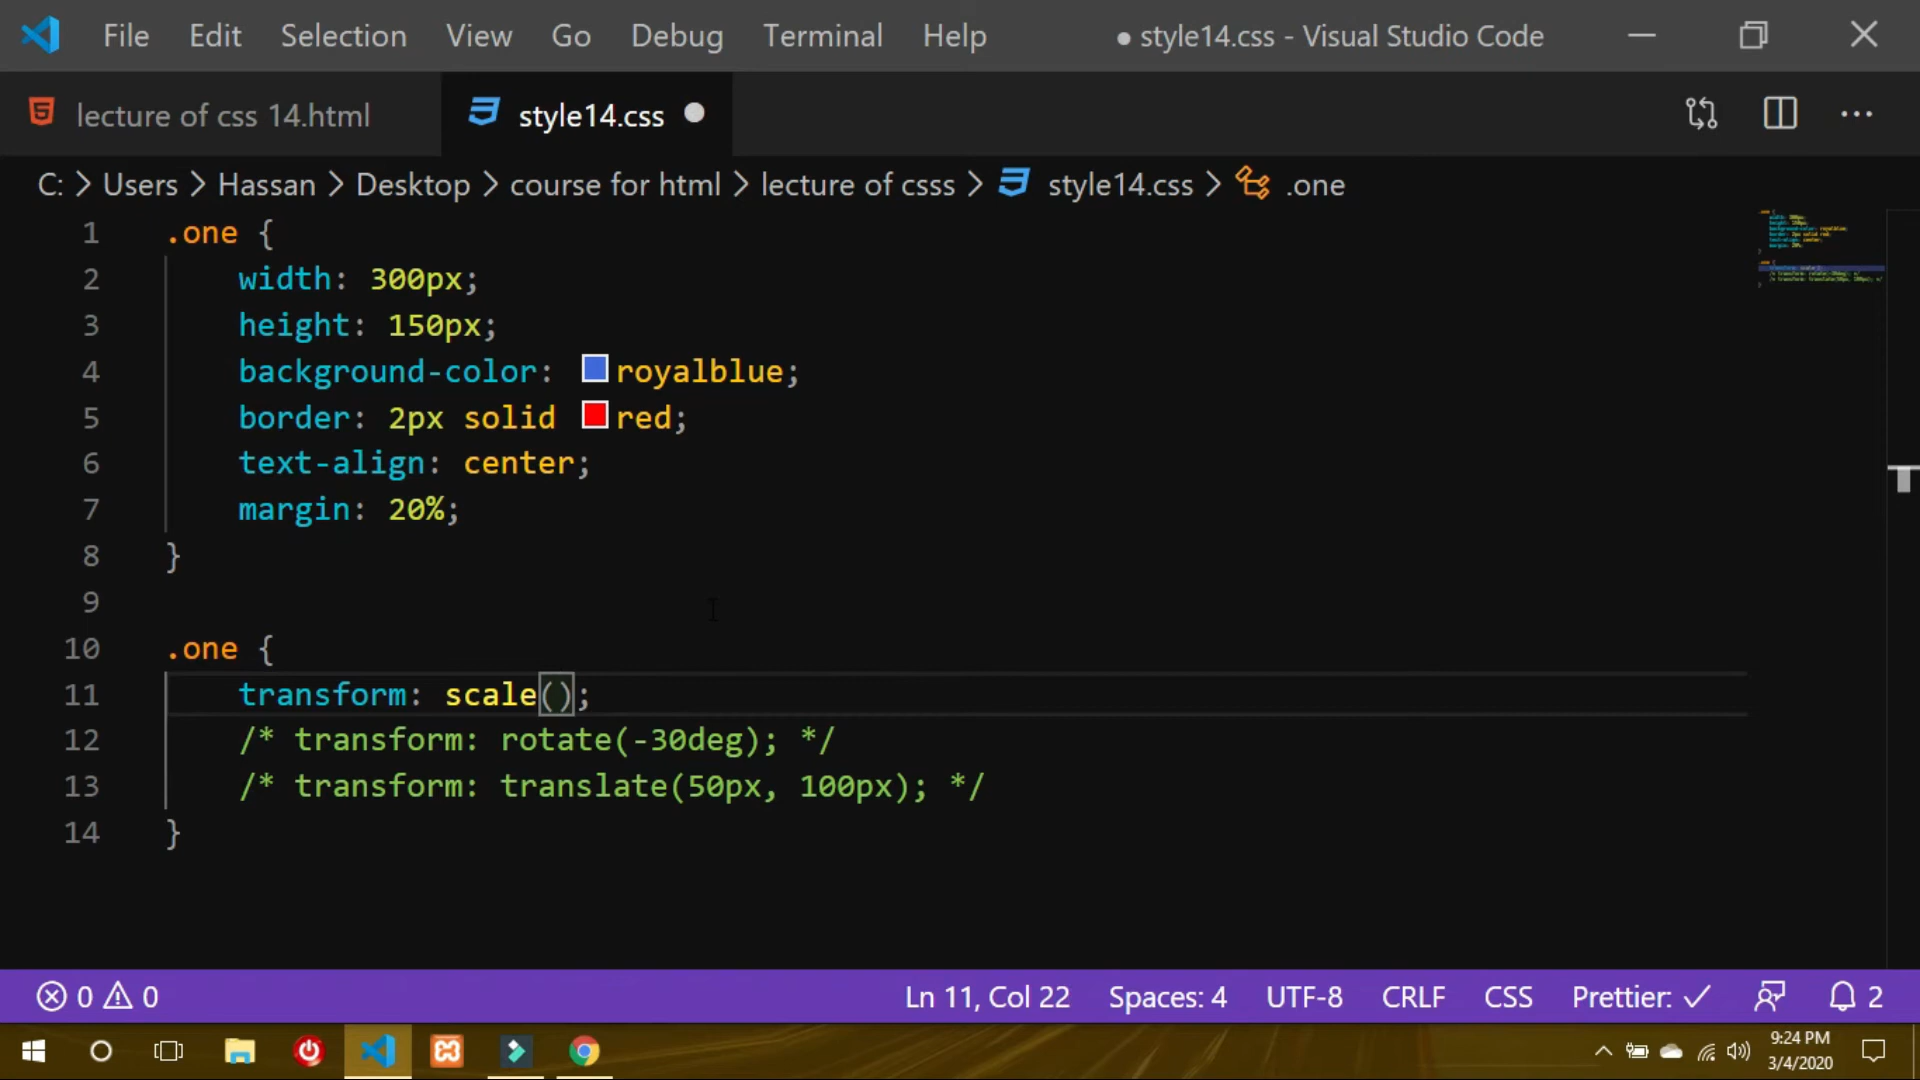 File Edit Selection View Go Debug Terminal Help ● style14.css - Visual Studio Code
lecture of css 14.html style14.css ●
C: > Users > Hassan > Desktop > course for html > lecture of csss > style14.css > .one
1 .one {
2 width: 300px;
3 height: 150px;
4 background-color: royalblue;
5 border: 2px solid red;
6 text-align: center;
7 margin: 20%;
8 }
9
10 .one {
11 transform: scale();
12 /* transform: rotate(-30deg); */
13 /* transform: translate(50px, 100px); */
14 }
0 0 Ln 11, Col 22 Spaces: 4 UTF-8 CRLF CSS Prettier: ✓ 2
9:24 PM
3/4/2020